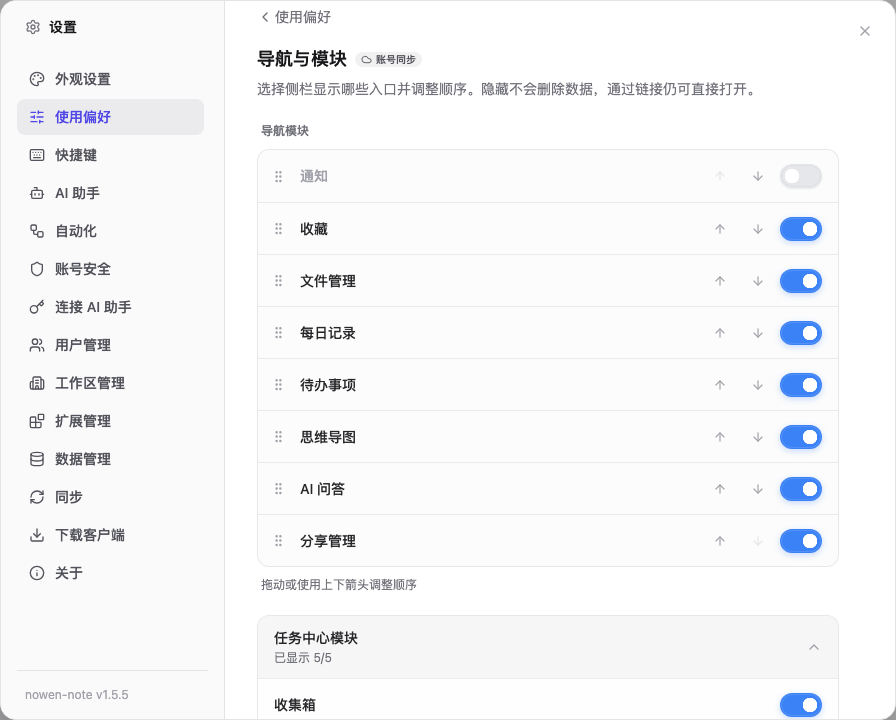 设置
外观设置
使用偏好
快捷键
AI 助手
自动化
账号安全
连接 AI 助手
用户管理
工作区管理
扩展管理
数据管理
同步
下载客户端
关于
nowen-note v1.5.5
使用偏好
导航与模块 账号同步
选择侧栏显示哪些入口并调整顺序。隐藏不会删除数据，通过链接仍可直接打开。
导航模块
通知
收藏
文件管理
每日记录
待办事项
思维导图
AI 问答
分享管理
拖动或使用上下箭头调整顺序
任务中心模块
已显示 5/5
收集箱